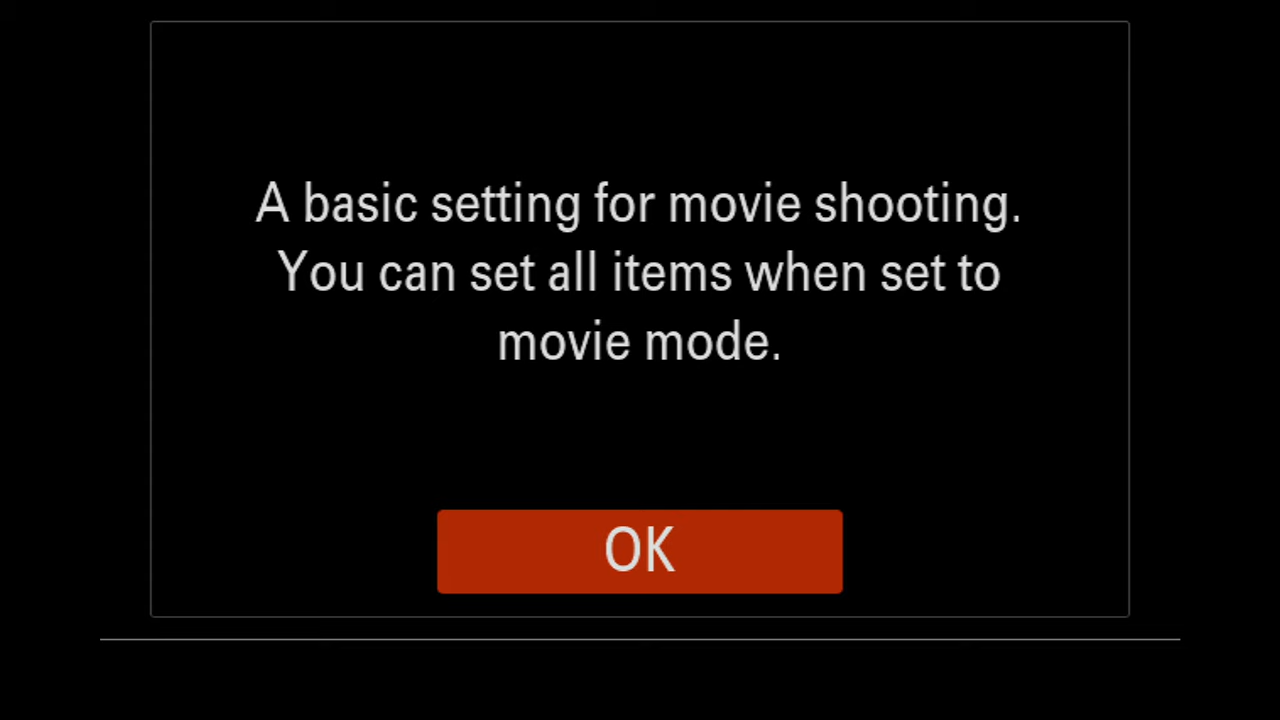 A basic setting for movie shooting.
You can set all items when set to
movie mode.
OK